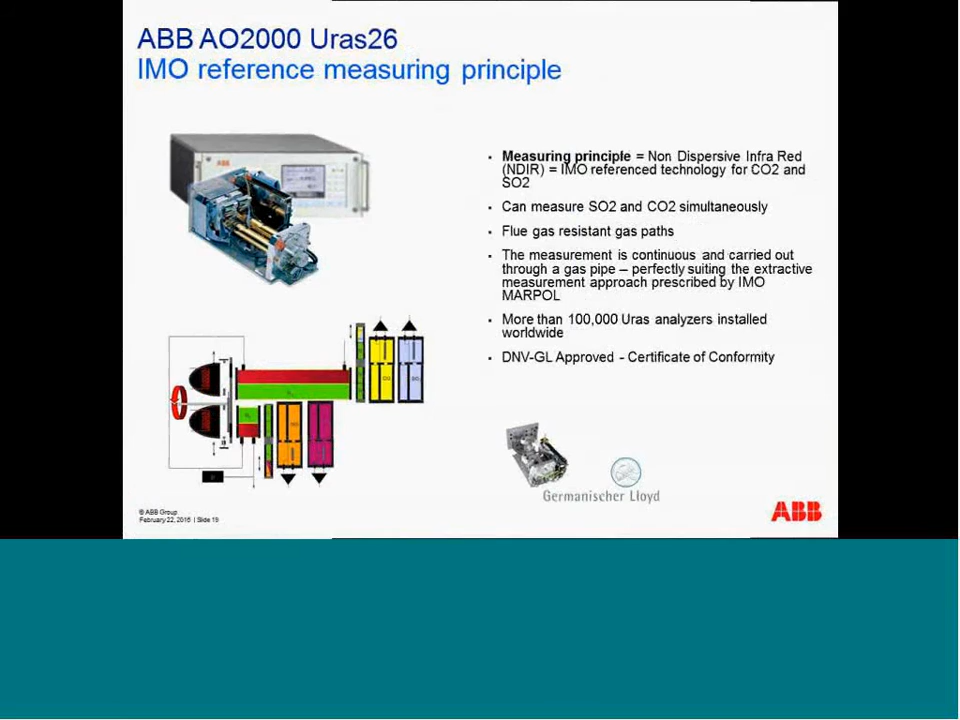 ABB AO2000 Uras26
IMO reference measuring principle
ABB
▪ Measuring principle = Non Dispersive Infra Red
(NDIR) = IMO referenced technology for CO2 and
SO2
▪ Can measure SO2 and CO2 simultaneously
▪ Flue gas resistant gas paths
▪ The measurement is continuous and carried out
through a gas pipe – perfectly suiting the extractive
measurement approach prescribed by IMO
MARPOL
▪ More than 100,000 Uras analyzers installed
worldwide
▪ DNV-GL Approved - Certificate of Conformity
Germanischer Lloyd
© ABB Group
February 22, 2016 | Slide 19
ABB